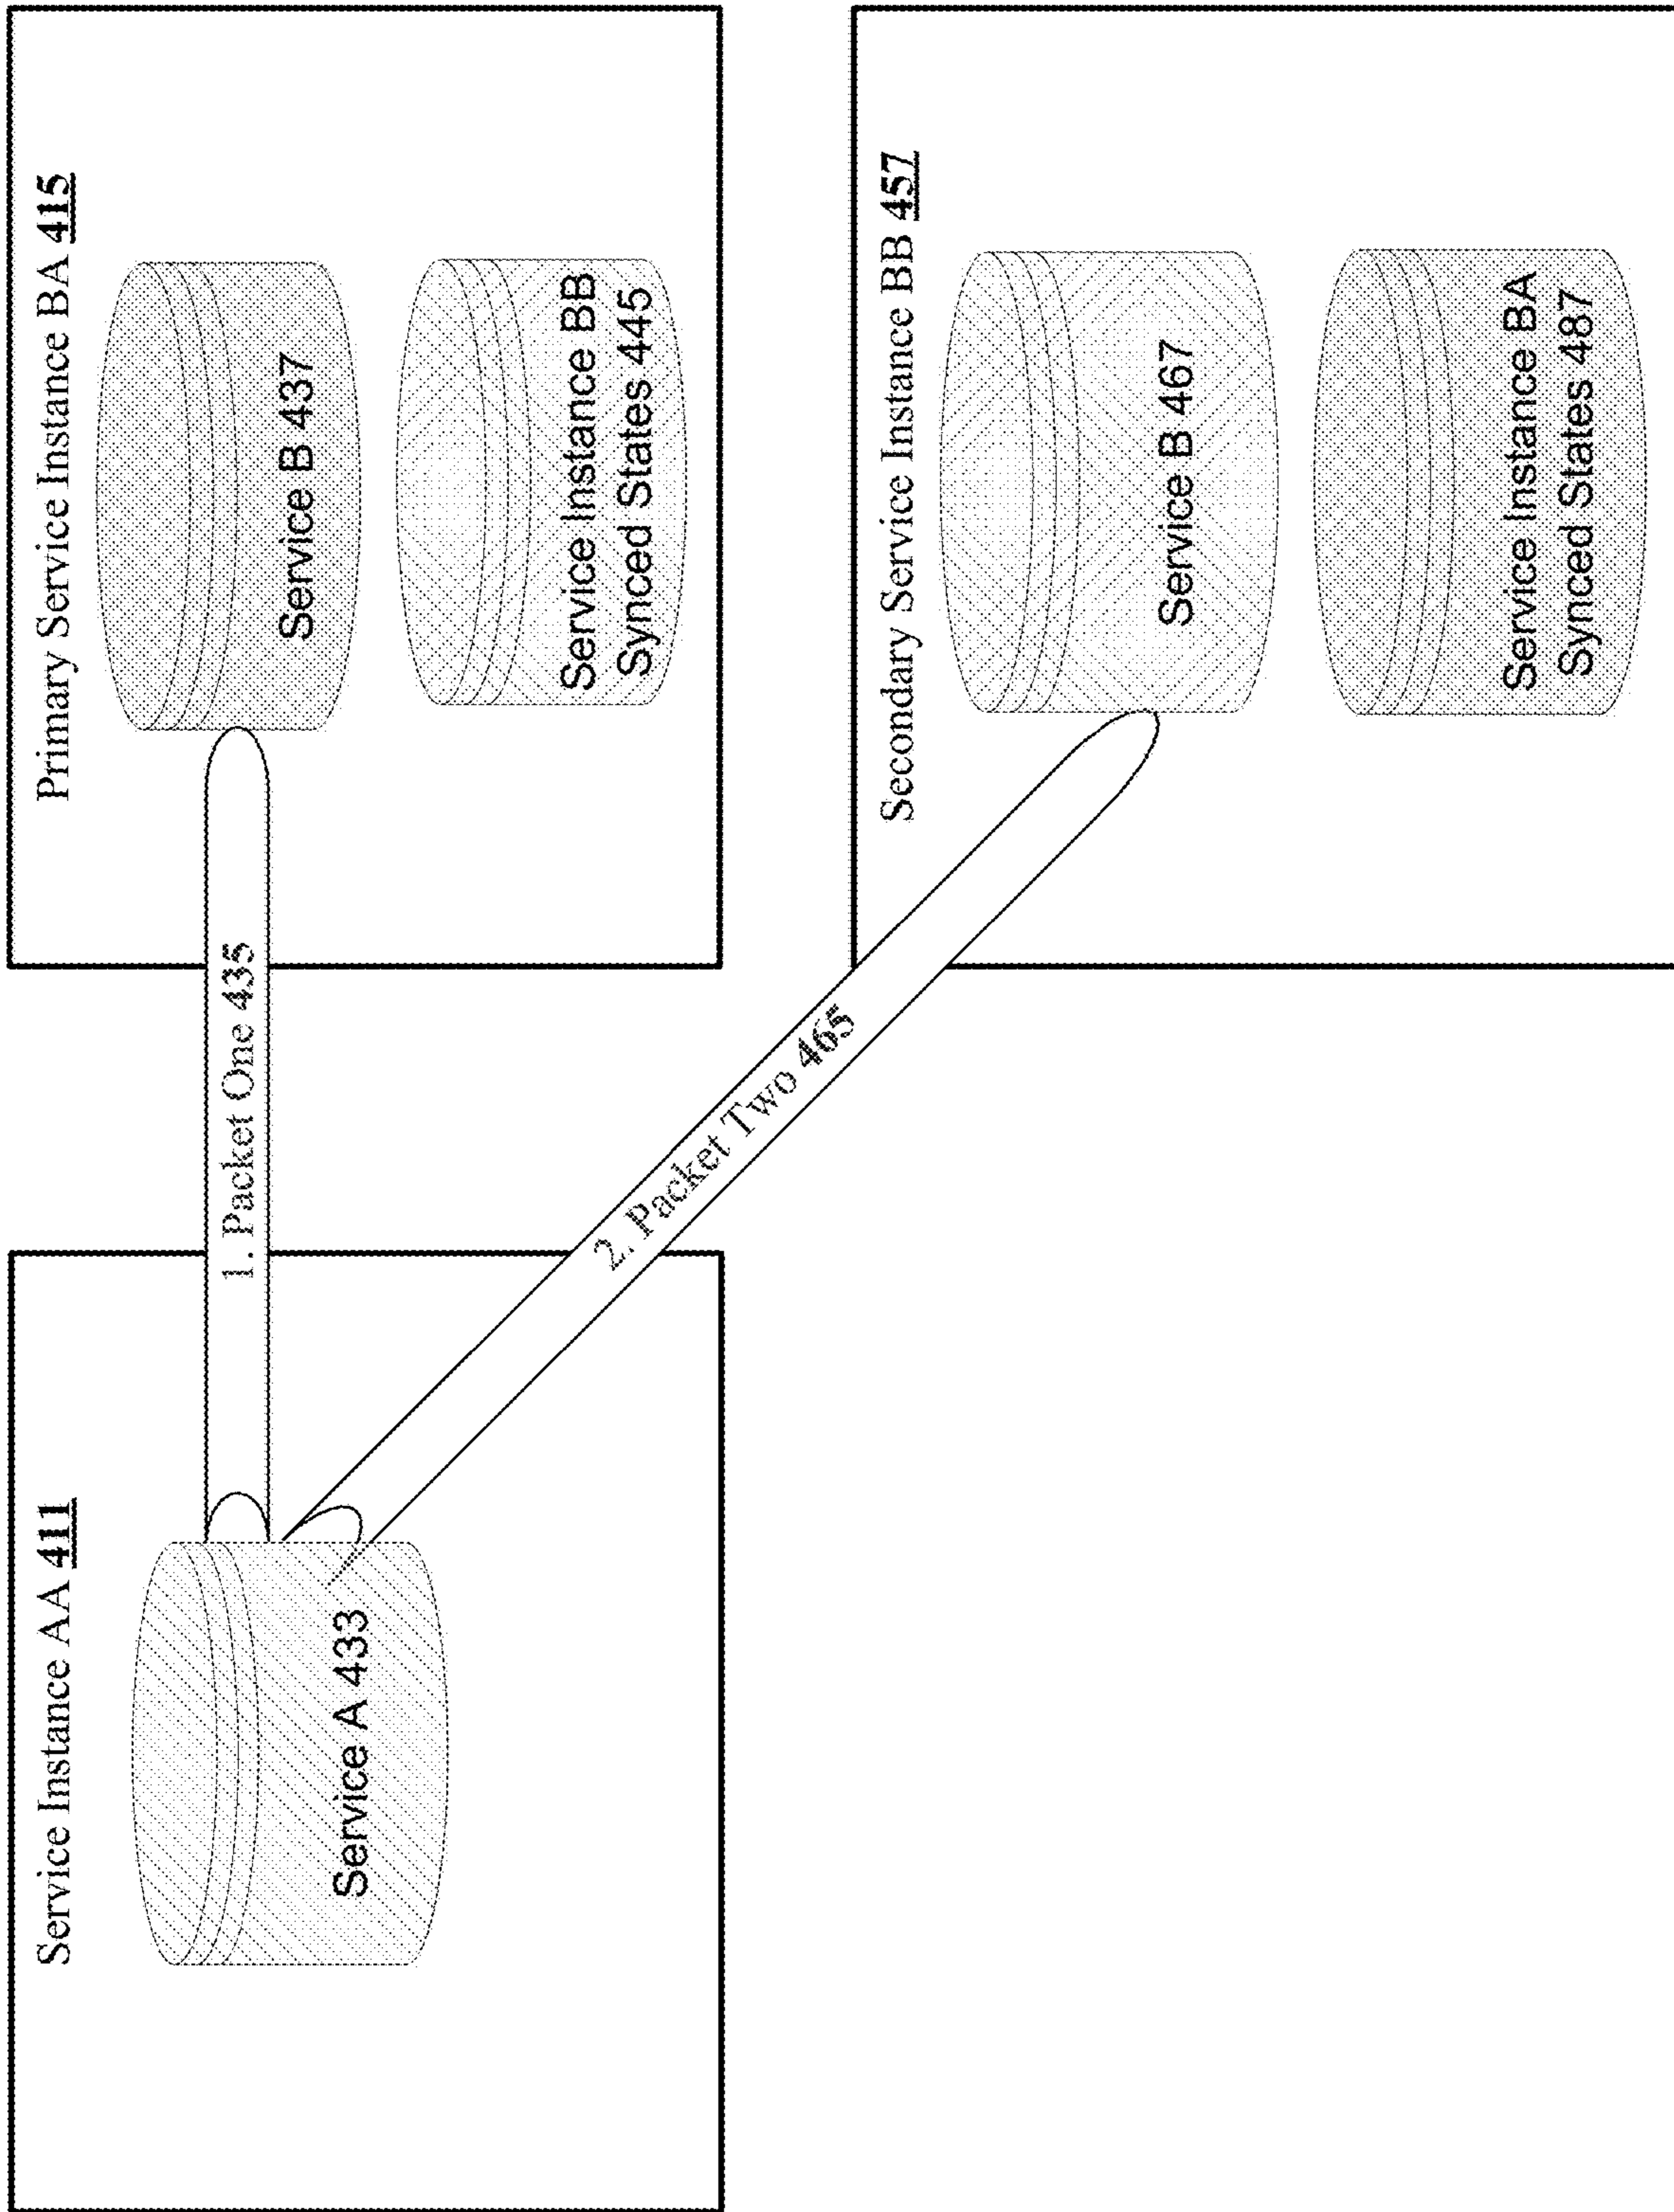 Service Instance AA 411
Service A 433
1. Packet One 435
2. Packet Two 465
Primary Service Instance BA 415
Service B 437
Service Instance BB
Synced States 445
Secondary Service Instance BB 457
Service B 467
Service Instance BA
Synced States 487